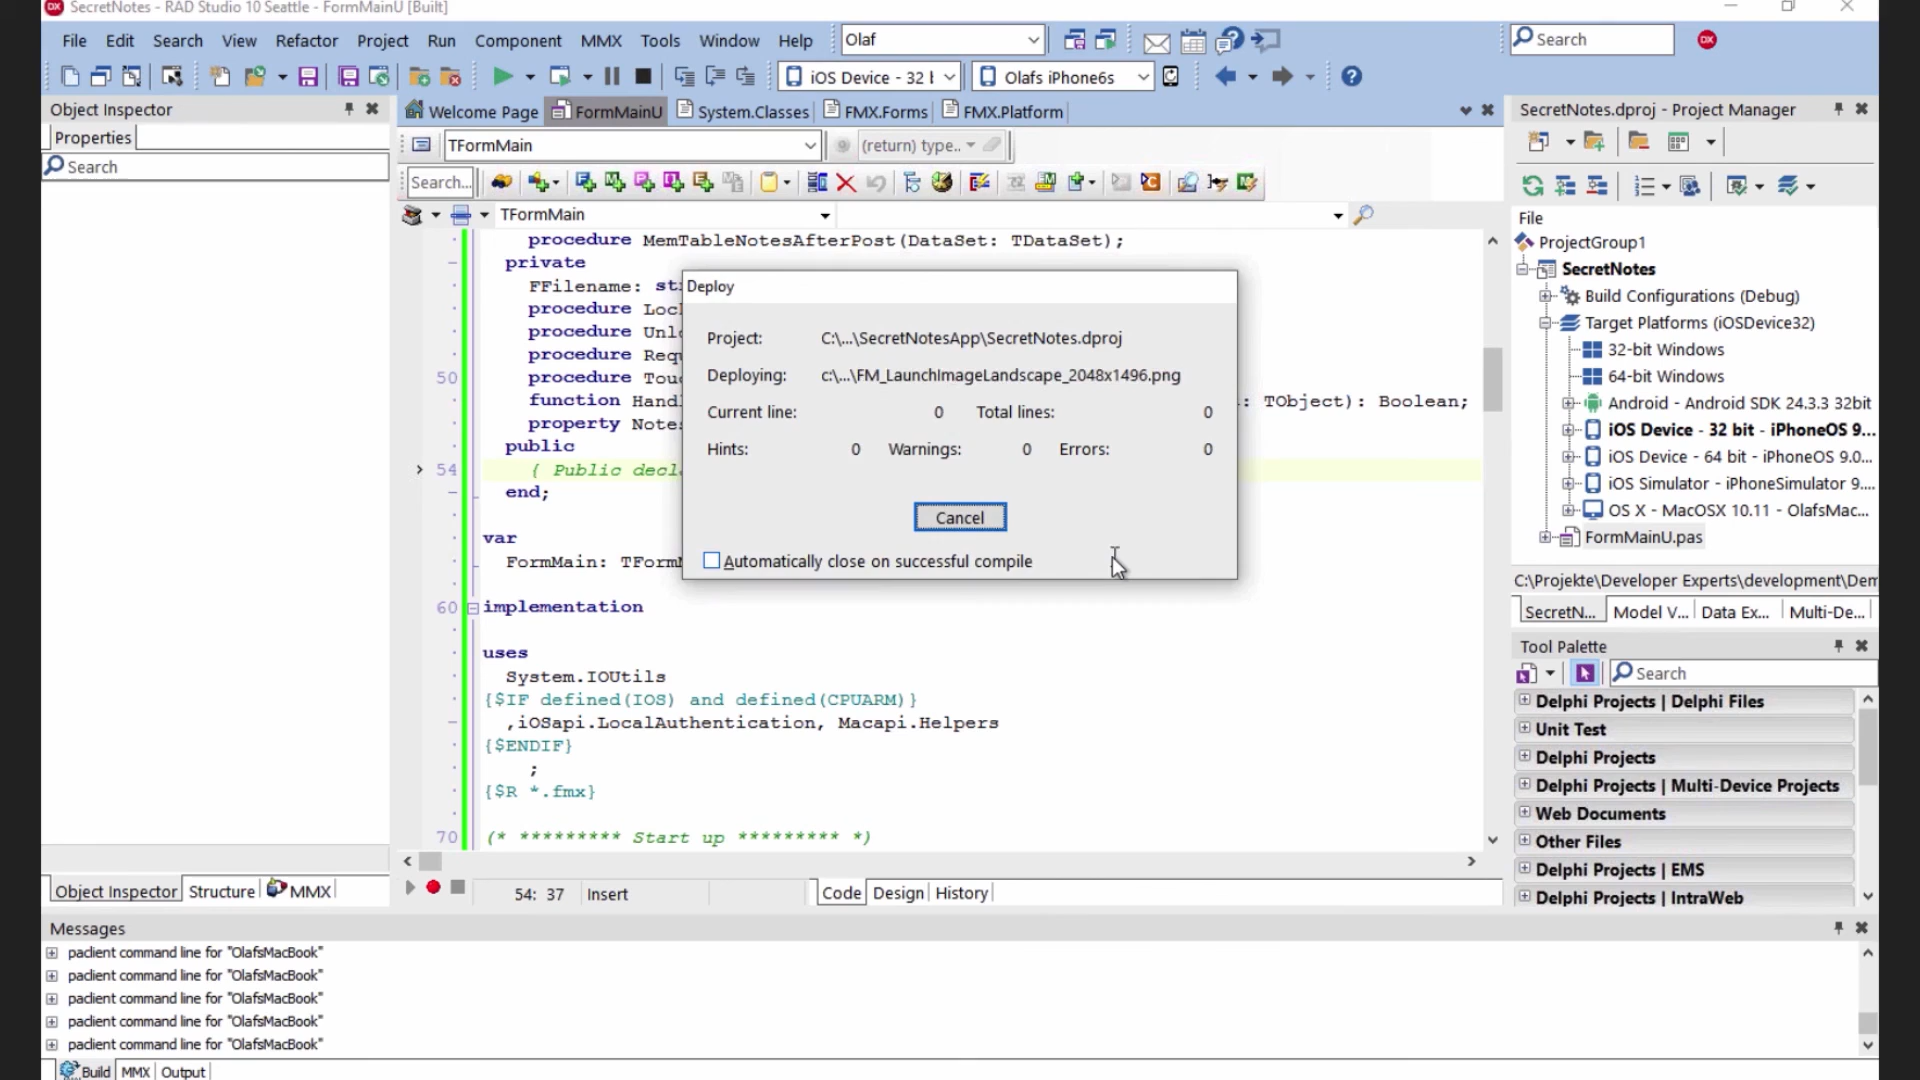 SecretNotes - RAD Studio 10 Seattle - FormMainU [Built]
File Edit Search View Refactor Project Run Component MMX Tools Window Help Olaf Search
iOS Device - 32 Olafs iPhone6s
Object Inspector
Properties
Search
Welcome Page FormMainU System.Classes FMX.Forms FMX.Platform
TFormMain (return) type..
Search...
TFormMain
procedure MemTableNotesAfterPost(DataSet: TDataSet);
private
FFilename:
procedure
procedure
procedure
50 procedure
function : TObject): Boolean;
property
public
54 { Public
end;
var
FormMain:
60 implementation
uses
System.IOUtils
{$IF defined(IOS) and defined(CPUARM)}
,iOSapi.LocalAuthentication, Macapi.Helpers
{$ENDIF}
;
{$R *.fmx}
70 (* ********* Start up ********* *)
Deploy
Project: C:\...\SecretNotesApp\SecretNotes.dproj
Deploying: c:\...\FM_LaunchImageLandscape_2048x1496.png
Current line: 0 Total lines: 0
Hints: 0 Warnings: 0 Errors: 0
Cancel
Automatically close on successful compile
54: 37 Insert
Code Design History
Object Inspector Structure MMX
SecretNotes.dproj - Project Manager
File
ProjectGroup1
SecretNotes
Build Configurations (Debug)
Target Platforms (iOSDevice32)
32-bit Windows
64-bit Windows
Android - Android SDK 24.3.3 32bit
iOS Device - 32 bit - iPhoneOS 9...
iOS Device - 64 bit - iPhoneOS 9.0...
iOS Simulator - iPhoneSimulator 9....
OS X - MacOSX 10.11 - OlafsMac...
FormMainU.pas
C:\Projekte\Developer Experts\development\Dem
SecretN... Model V... Data Ex... Multi-De...
Tool Palette
Search
Delphi Projects | Delphi Files
Unit Test
Delphi Projects
Delphi Projects | Multi-Device Projects
Web Documents
Other Files
Delphi Projects | EMS
Delphi Projects | IntraWeb
Messages
paclient command line for "OlafsMacBook"
paclient command line for "OlafsMacBook"
paclient command line for "OlafsMacBook"
paclient command line for "OlafsMacBook"
paclient command line for "OlafsMacBook"
Build MMX Output